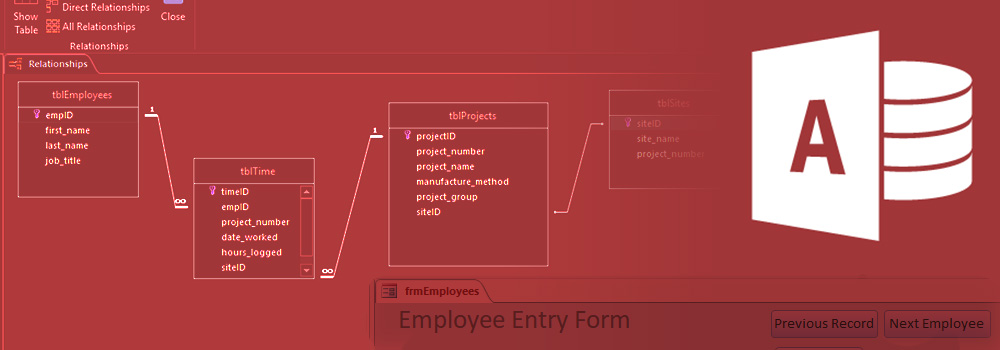 Show
Table
Direct Relationships
All Relationships
Relationships
Close
Relationships
tblEmployees
empID
first_name
last_name
job_title
1
∞
tblTime
timeID
empID
project_number
date_worked
hours_logged
siteID
∞
1
tblProjects
projectID
project_number
project_name
manufacture_method
project_group
siteID
tblSites
siteID
site_name
project_number
A
frmEmployees
Employee Entry Form
Previous Record
Next Employee